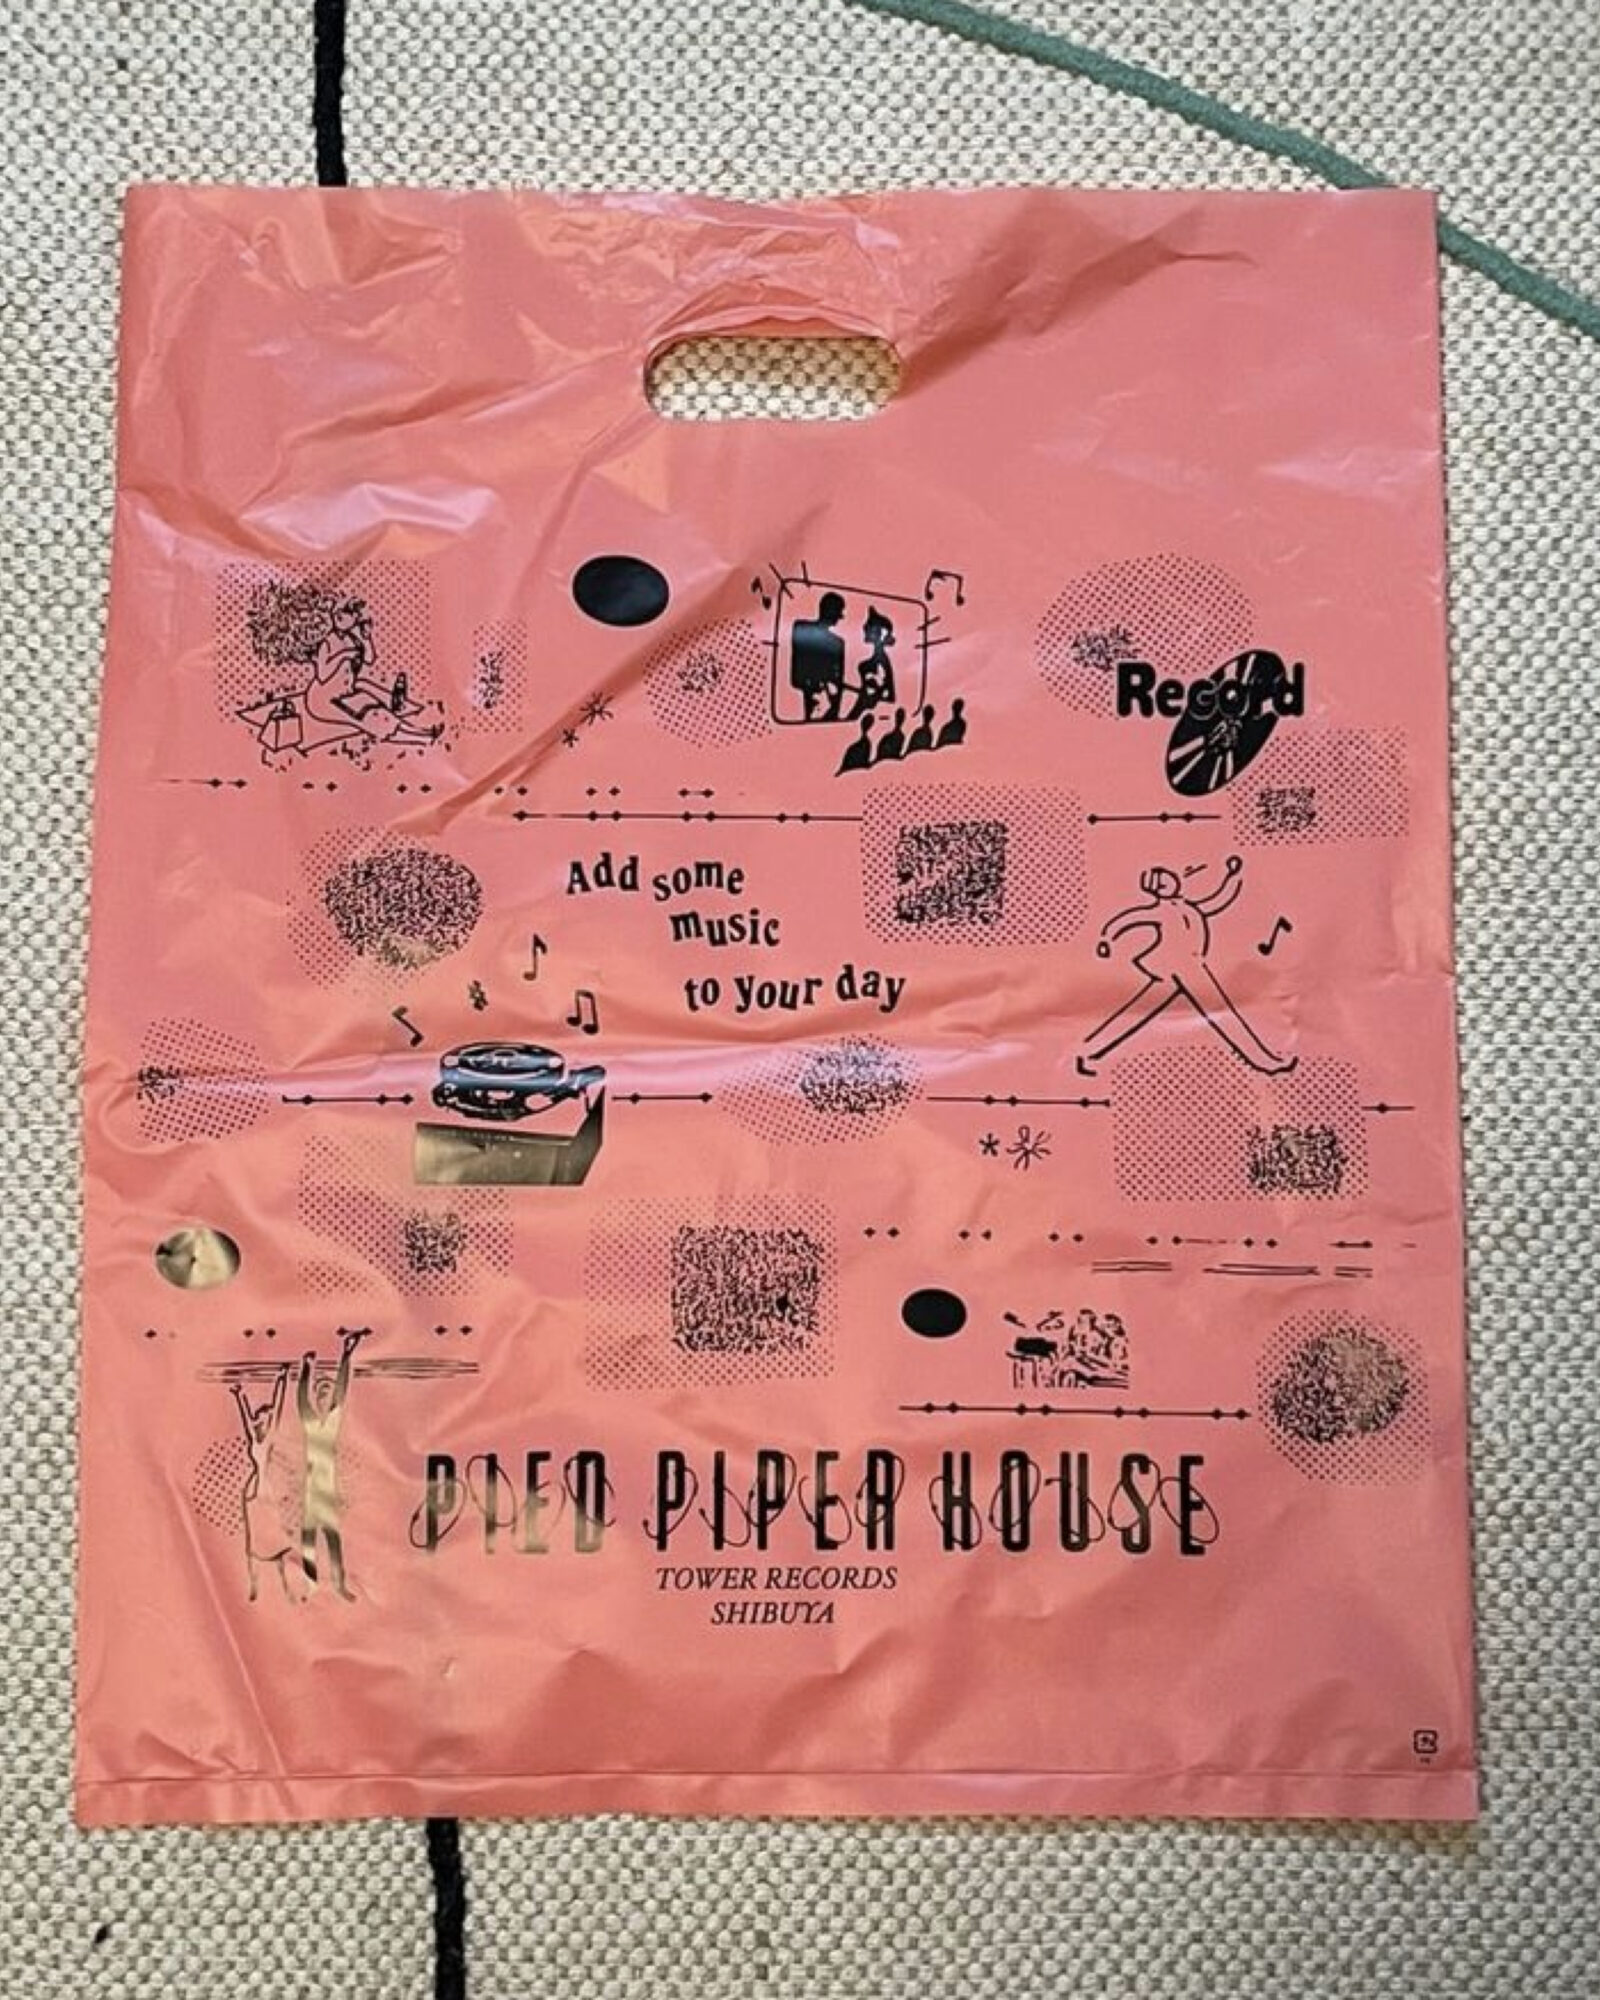 Record
Add some
music
to your day
PIED PIPER HOUSE
TOWER RECORDS
SHIBUYA